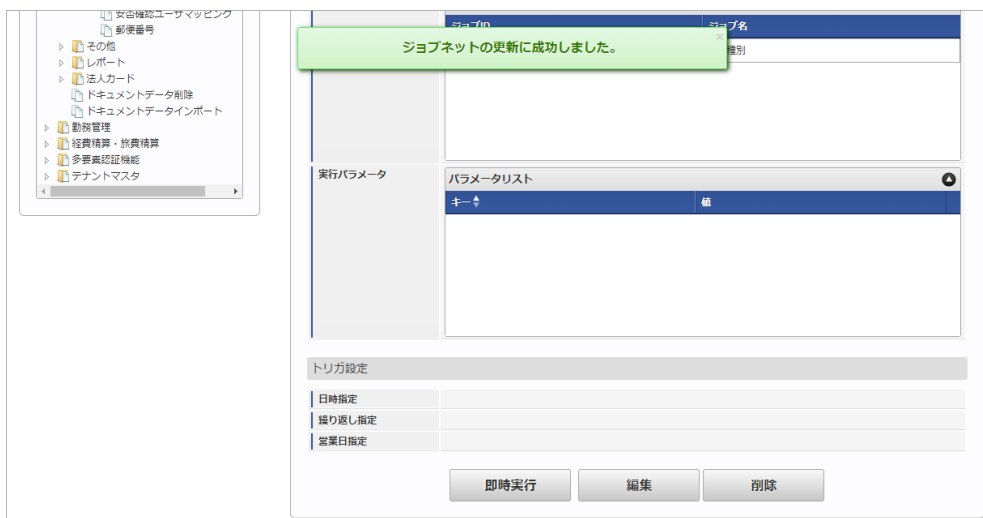 安否確認ユーザマッピング
郵便番号
その他
レポート
法人カード
ドキュメントデータ削除
ドキュメントデータインポート
勤務管理
経費精算・旅費精算
多要素認証機能
テナントマスタ
ジョブID
ジョブ名
ジョブネットの更新に成功しました。
×
種別
実行パラメータ
パラメータリスト
キー
値
トリガ設定
日時指定
繰り返し指定
営業日指定
即時実行
編集
削除